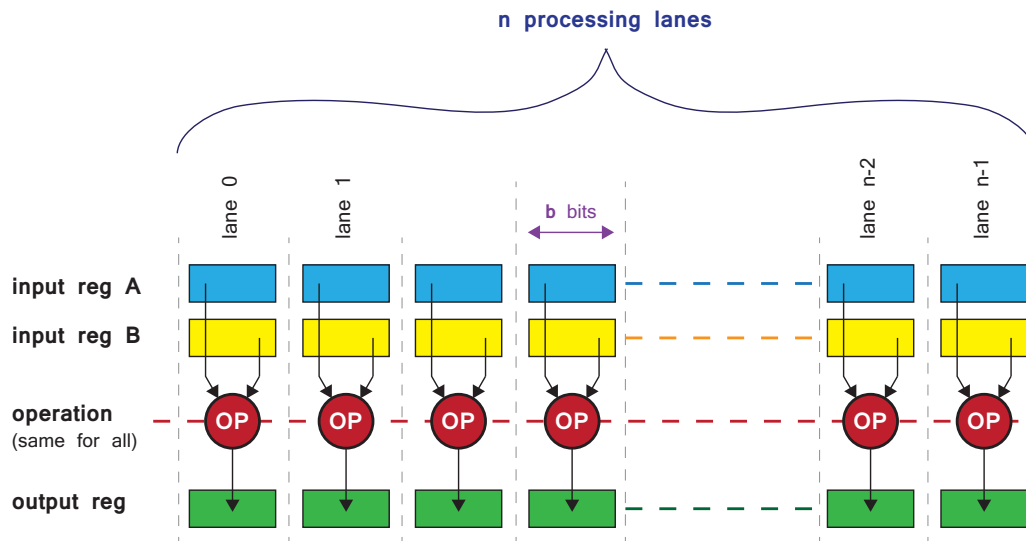 n processing lanes
lane 0
lane 1
lane n-2
lane n-1
b bits
input reg A
input reg B
operation
(same for all)
OP OP OP OP OP OP
output reg